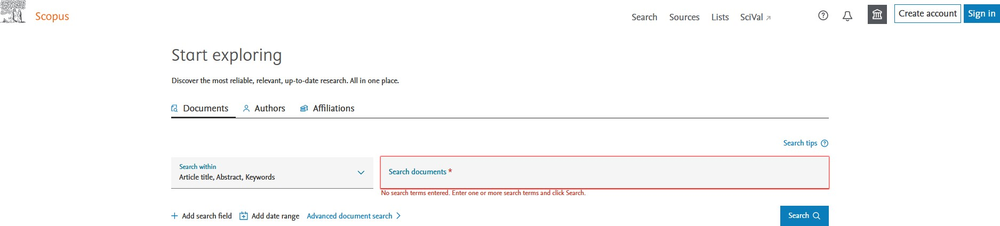 Scopus
Search Sources Lists SciVal
Create account Sign in
Start exploring
Discover the most reliable, relevant, up-to-date research. All in one place.
Documents Authors Affiliations
Search tips
Search within
Article title, Abstract, Keywords
Search documents *
No search terms entered. Enter one or more search terms and click Search.
Add search field Add date range Advanced document search
Search